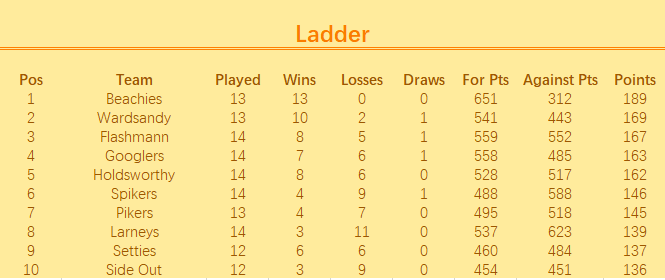 Ladder
Pos Team Played Wins Losses Draws For Pts Against Pts Points
1 Beachies 13 13 0 0 651 312 189
2 Wardsandy 13 10 2 1 541 443 169
3 Flashmann 14 8 5 1 559 552 167
4 Googlers 14 7 6 1 558 485 163
5 Holdsworthy 14 8 6 0 528 517 162
6 Spikers 14 4 9 1 488 588 146
7 Pikers 13 4 7 0 495 518 145
8 Larneys 14 3 11 0 537 623 139
9 Setties 12 6 6 0 460 484 137
10 Side Out 12 3 9 0 454 451 136